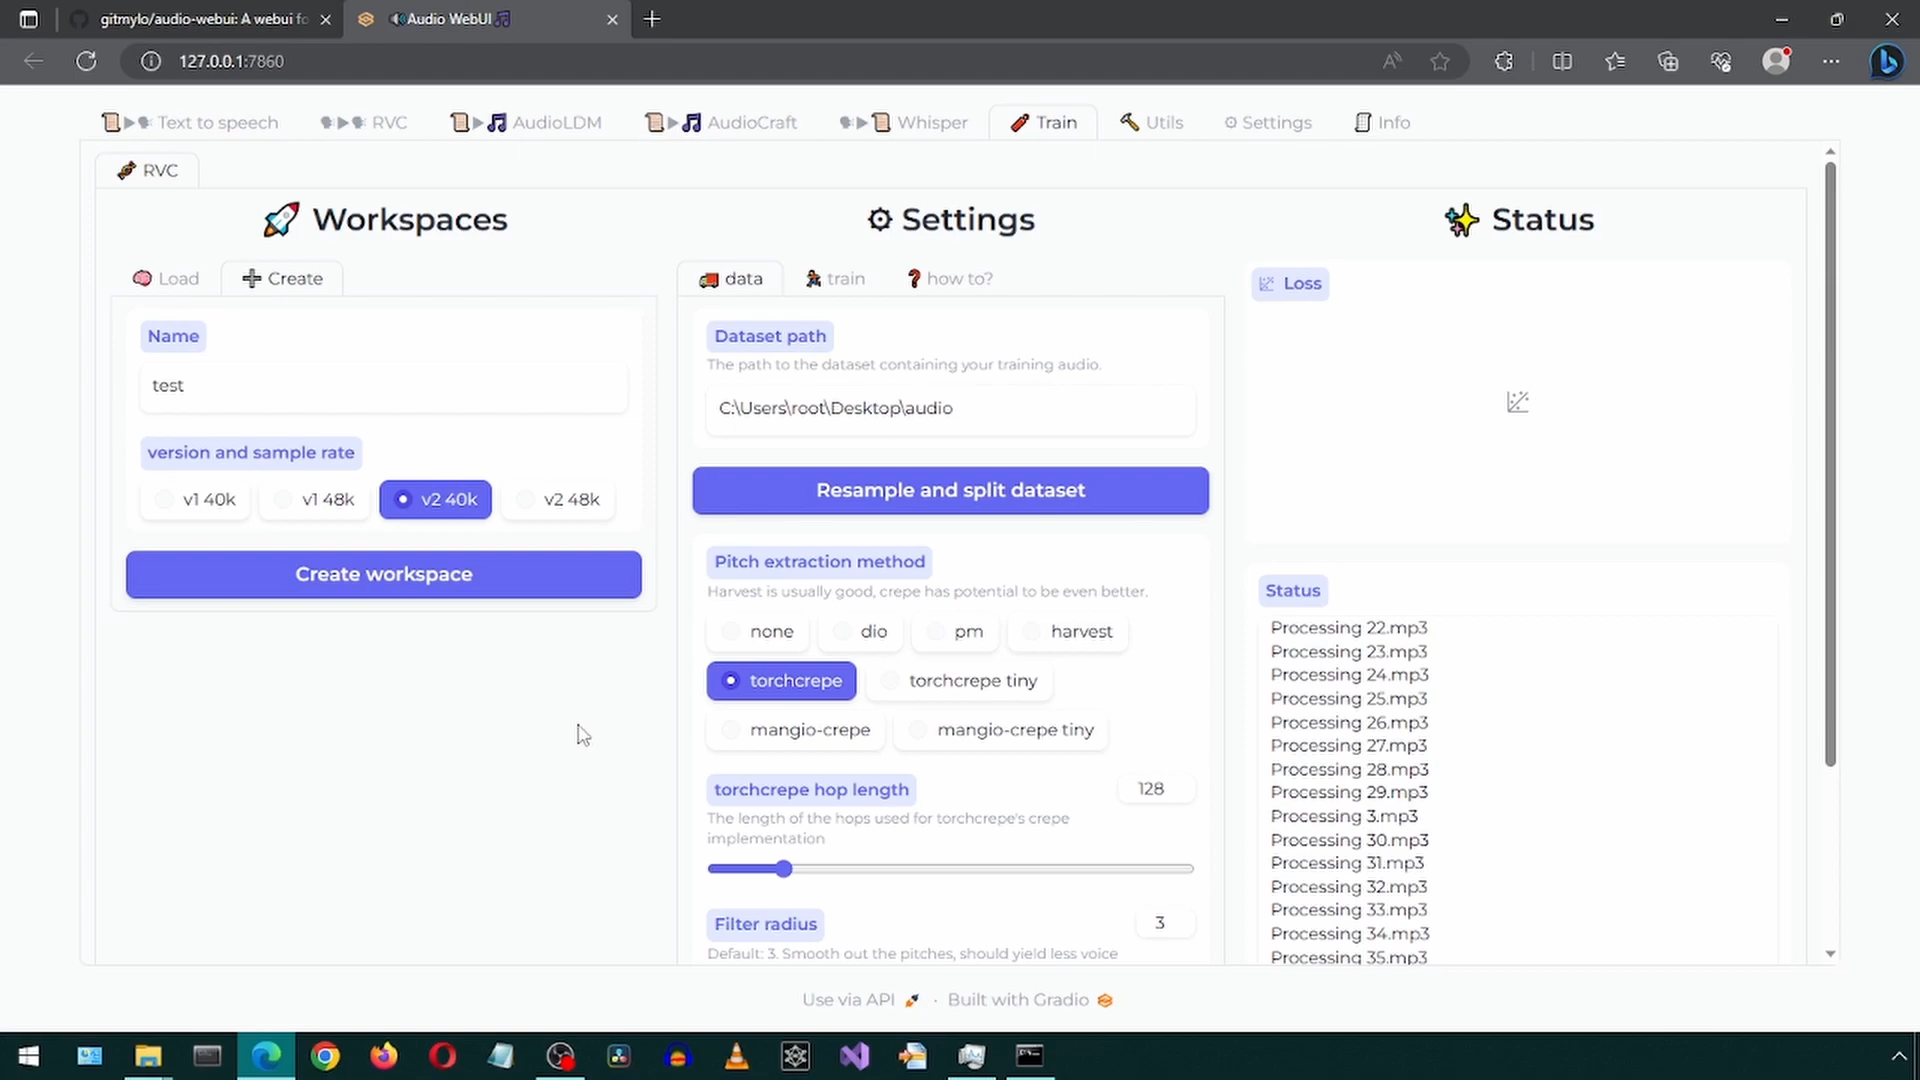 gitmylo/audio-webui: A webui fo
Audio WebUI
127.0.0.1:7860
Text to speech
RVC
AudioLDM
AudioCraft
Whisper
Train
Utils
Settings
Info
RVC
Workspaces
Load
Create
Name
test
version and sample rate
v1 40k
v1 48k
v2 40k
v2 48k
Create workspace
Settings
data
train
how to?
Dataset path
The path to the dataset containing your training audio.
C:\Users\root\Desktop\audio
Resample and split dataset
Pitch extraction method
Harvest is usually good, crepe has potential to be even better.
none
dio
pm
harvest
torchcrepe
torchcrepe tiny
mangio-crepe
mangio-crepe tiny
torchcrepe hop length
128
The length of the hops used for torchcrepe's crepe
implementation
Filter radius
3
Default: 3. Smooth out the pitches, should yield less voice
Status
Loss
Status
Processing 22.mp3
Processing 23.mp3
Processing 24.mp3
Processing 25.mp3
Processing 26.mp3
Processing 27.mp3
Processing 28.mp3
Processing 29.mp3
Processing 3.mp3
Processing 30.mp3
Processing 31.mp3
Processing 32.mp3
Processing 33.mp3
Processing 34.mp3
Processing 35.mp3
Use via API
·
Built with Gradio